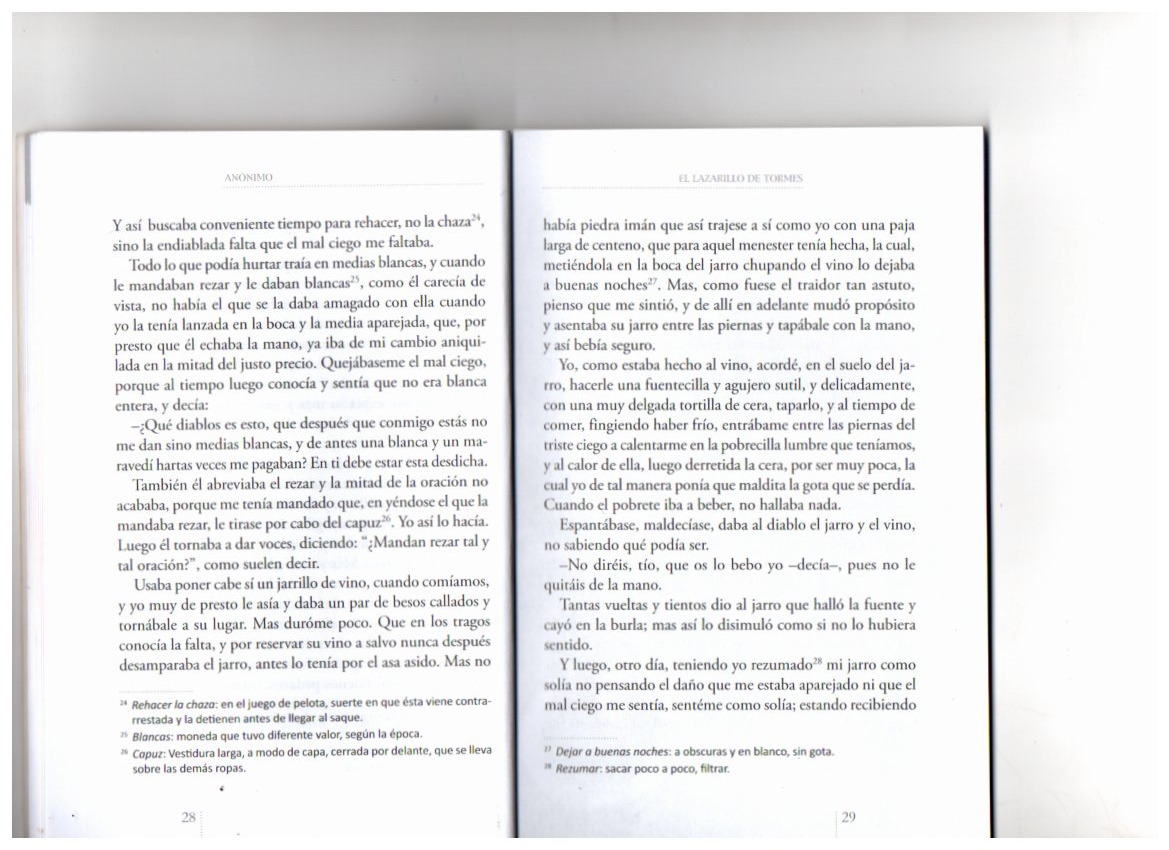 ANÓNIMO
Y así buscaba conveniente tiempo para rehacer, no la chaza²⁴,
sino la endiablada falta que el mal ciego me faltaba.
Todo lo que podía hurtar traía en medias blancas, y cuando
le mandaban rezar y le daban blancas²⁵, como él carecía de
vista, no había el que se la daba amagado con ella cuando
yo la tenía lanzada en la boca y la media aparejada, que, por
presto que él echaba la mano, ya iba de mi cambio aniqui-
lada en la mitad del justo precio. Quejábaseme el mal ciego,
porque al tiempo luego conocía y sentía que no era blanca
entera, y decía:
–¿Qué diablos es esto, que después que conmigo estás no
me dan sino medias blancas, y de antes una blanca y un ma-
ravedí hartas veces me pagaban? En ti debe estar esta desdicha.
También él abreviaba el rezar y la mitad de la oración no
acababa, porque me tenía mandado que, en yéndose el que la
mandaba rezar, le tirase por cabo del capuz²⁶. Yo así lo hacía.
Luego él tornaba a dar voces, diciendo: “¿Mandan rezar tal y
tal oración?”, como suelen decir.
Usaba poner cabe sí un jarrillo de vino, cuando comíamos,
y yo muy de presto le asía y daba un par de besos callados y
tornábale a su lugar. Mas duróme poco. Que en los tragos
conocía la falta, y por reservar su vino a salvo nunca después
desamparaba el jarro, antes lo tenía por el asa asido. Mas no
²⁴ Rehacer la chaza: en el juego de pelota, suerte en que ésta viene contra-
rrestada y la detienen antes de llegar al saque.
²⁵ Blancas: moneda que tuvo diferente valor, según la época.
²⁶ Capuz: Vestidura larga, a modo de capa, cerrada por delante, que se lleva
sobre las demás ropas.
28
EL LAZARILLO DE TORMES
había piedra imán que así trajese a sí como yo con una paja
larga de centeno, que para aquel menester tenía hecha, la cual,
metiéndola en la boca del jarro chupando el vino lo dejaba
a buenas noches²⁷. Mas, como fuese el traidor tan astuto,
pienso que me sintió, y de allí en adelante mudó propósito
y asentaba su jarro entre las piernas y tapábale con la mano,
y así bebía seguro.
Yo, como estaba hecho al vino, acordé, en el suelo del ja-
rro, hacerle una fuentecilla y agujero sutil, y delicadamente,
con una muy delgada tortilla de cera, taparlo, y al tiempo de
comer, fingiendo haber frío, entrábame entre las piernas del
triste ciego a calentarme en la pobrecilla lumbre que teníamos,
y al calor de ella, luego derretida la cera, por ser muy poca, la
cual yo de tal manera ponía que maldita la gota que se perdía.
Cuando el pobrete iba a beber, no hallaba nada.
Espantábase, maldecíase, daba al diablo el jarro y el vino,
no sabiendo qué podía ser.
–No diréis, tío, que os lo bebo yo –decía–, pues no le
quitáis de la mano.
Tantas vueltas y tientos dio al jarro que halló la fuente y
cayó en la burla; mas así lo disimuló como si no lo hubiera
sentido.
Y luego, otro día, teniendo yo rezumado²⁸ mi jarro como
solía no pensando el daño que me estaba aparejado ni que el
mal ciego me sentía, sentéme como solía; estando recibiendo
²⁷ Dejar a buenas noches: a obscuras y en blanco, sin gota.
²⁸ Rezumar: sacar poco a poco, filtrar.
29